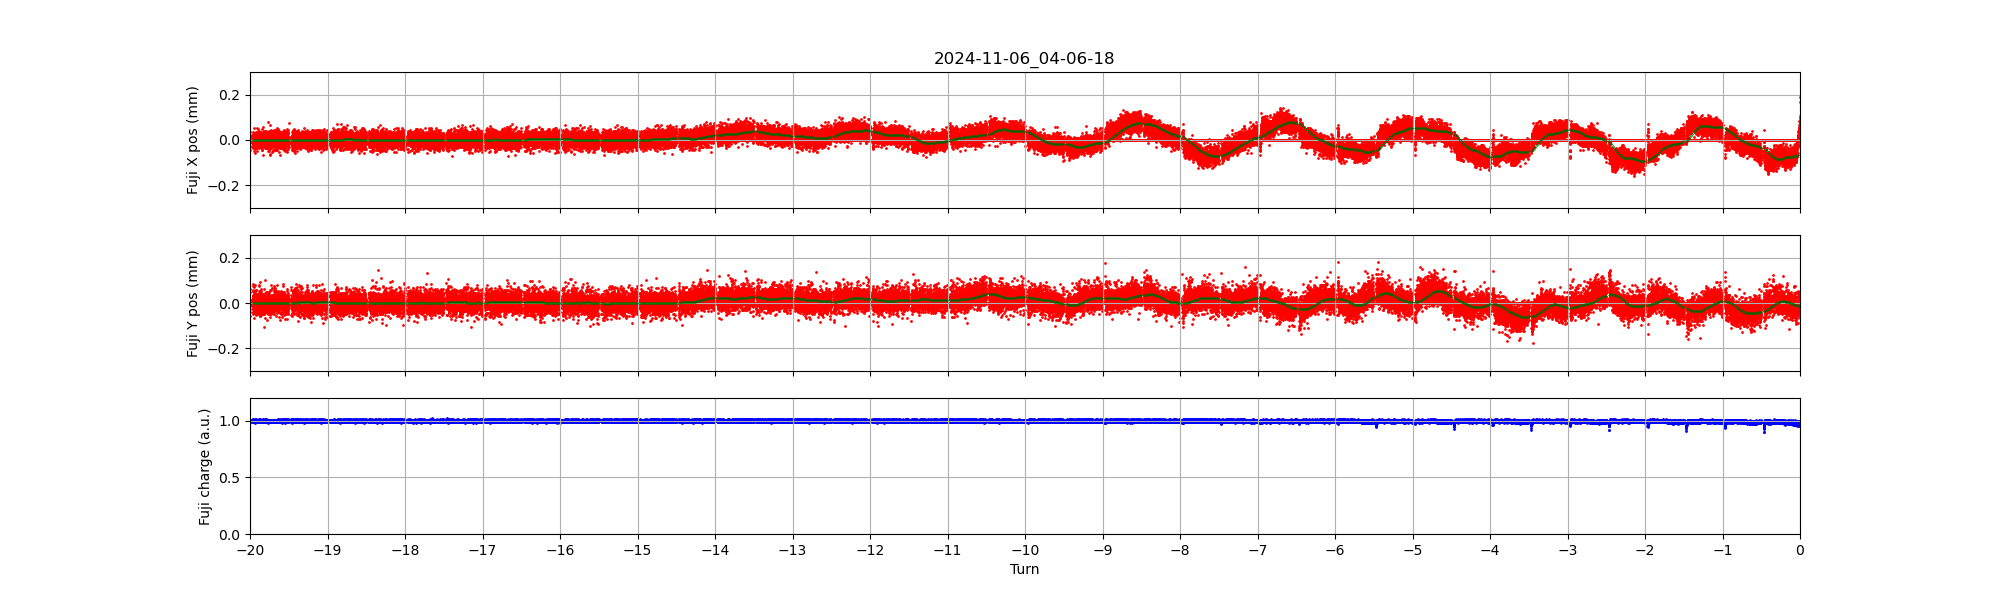 2024-11-06_04-06-18
Fuji X pos (mm)
0.2
0.0
−0.2
Fuji Y pos (mm)
0.2
0.0
−0.2
Fuji charge (a.u.)
1.0
0.5
0.0
−20 −19 −18 −17 −16 −15 −14 −13 −12 −11 −10 −9 −8 −7 −6 −5 −4 −3 −2 −1 0
Turn